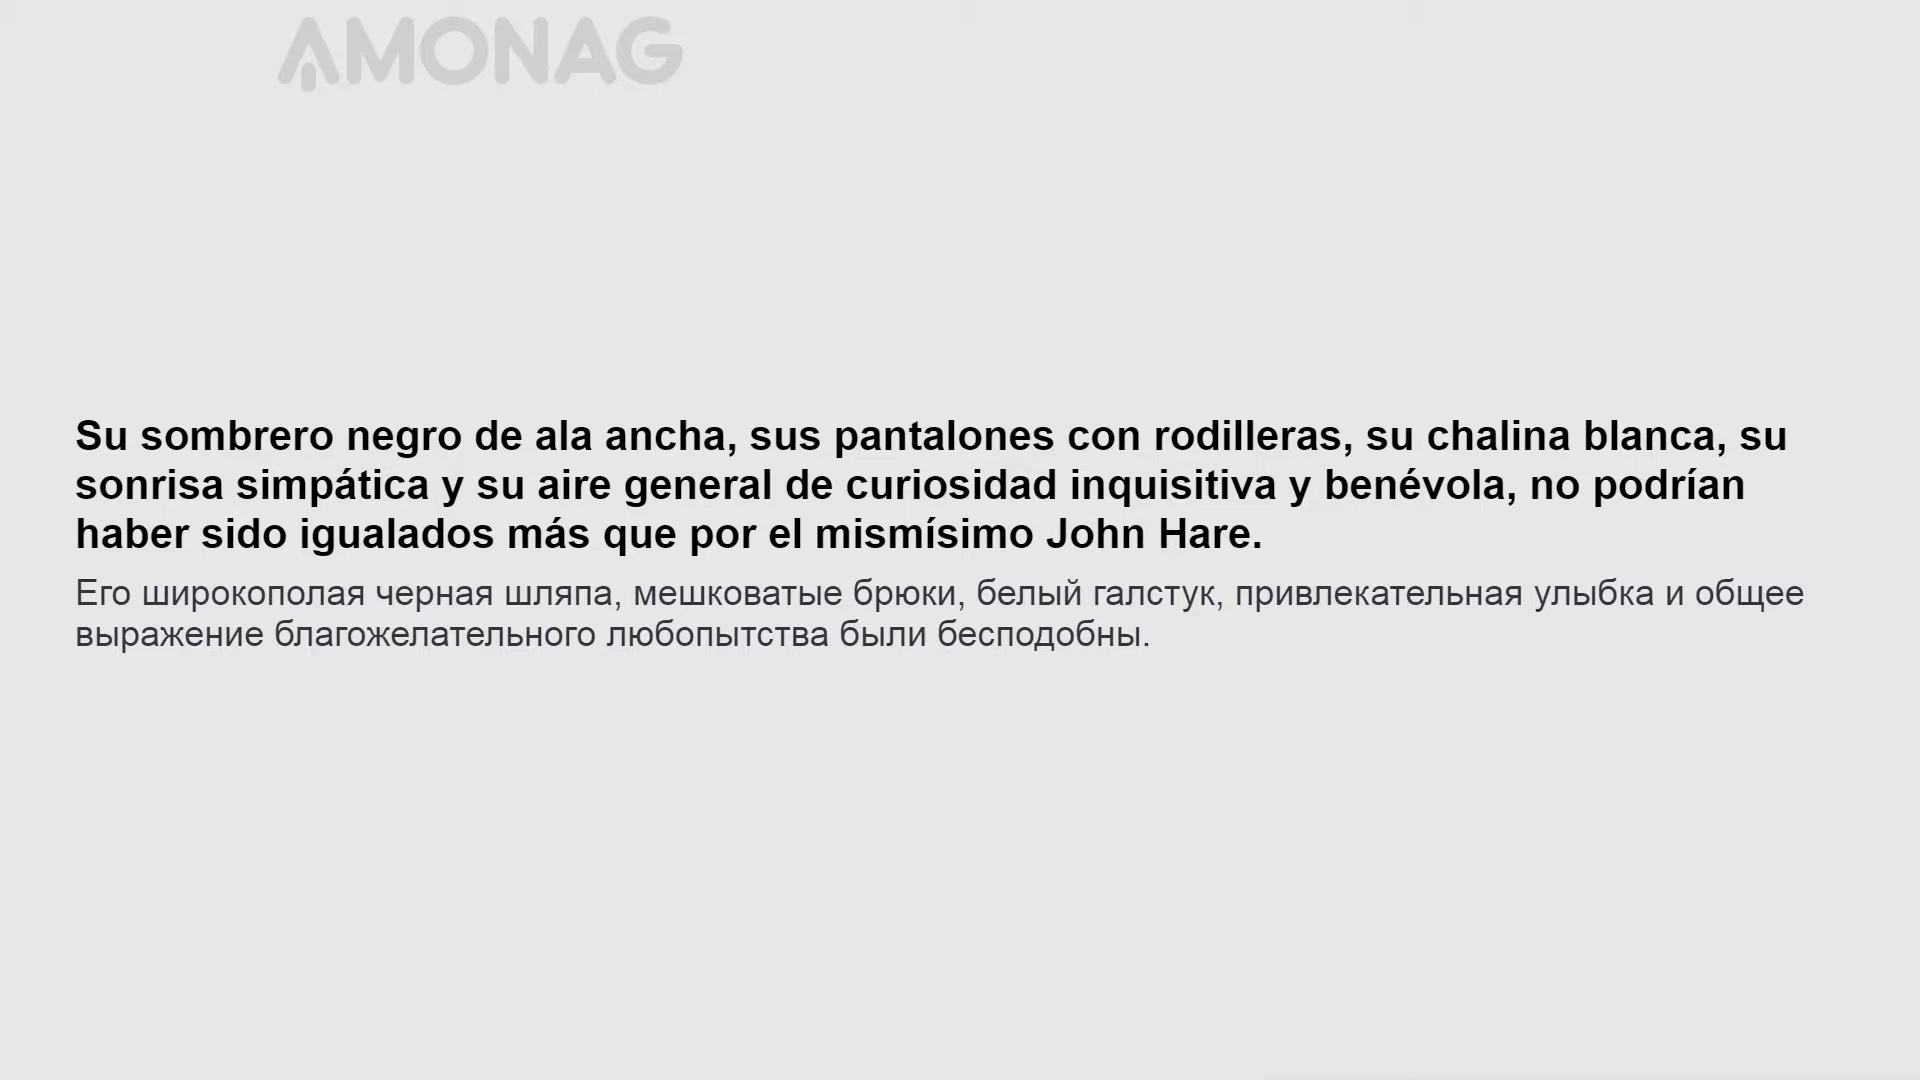 AMONAG
Su sombrero negro de ala ancha, sus pantalones con rodilleras, su chalina blanca, su
sonrisa simpática y su aire general de curiosidad inquisitiva y benévola, no podrían
haber sido igualados más que por el mismísimo John Hare.
Его широкополая черная шляпа, мешковатые брюки, белый галстук, привлекательная улыбка и общее
выражение благожелательного любопытства были бесподобны.